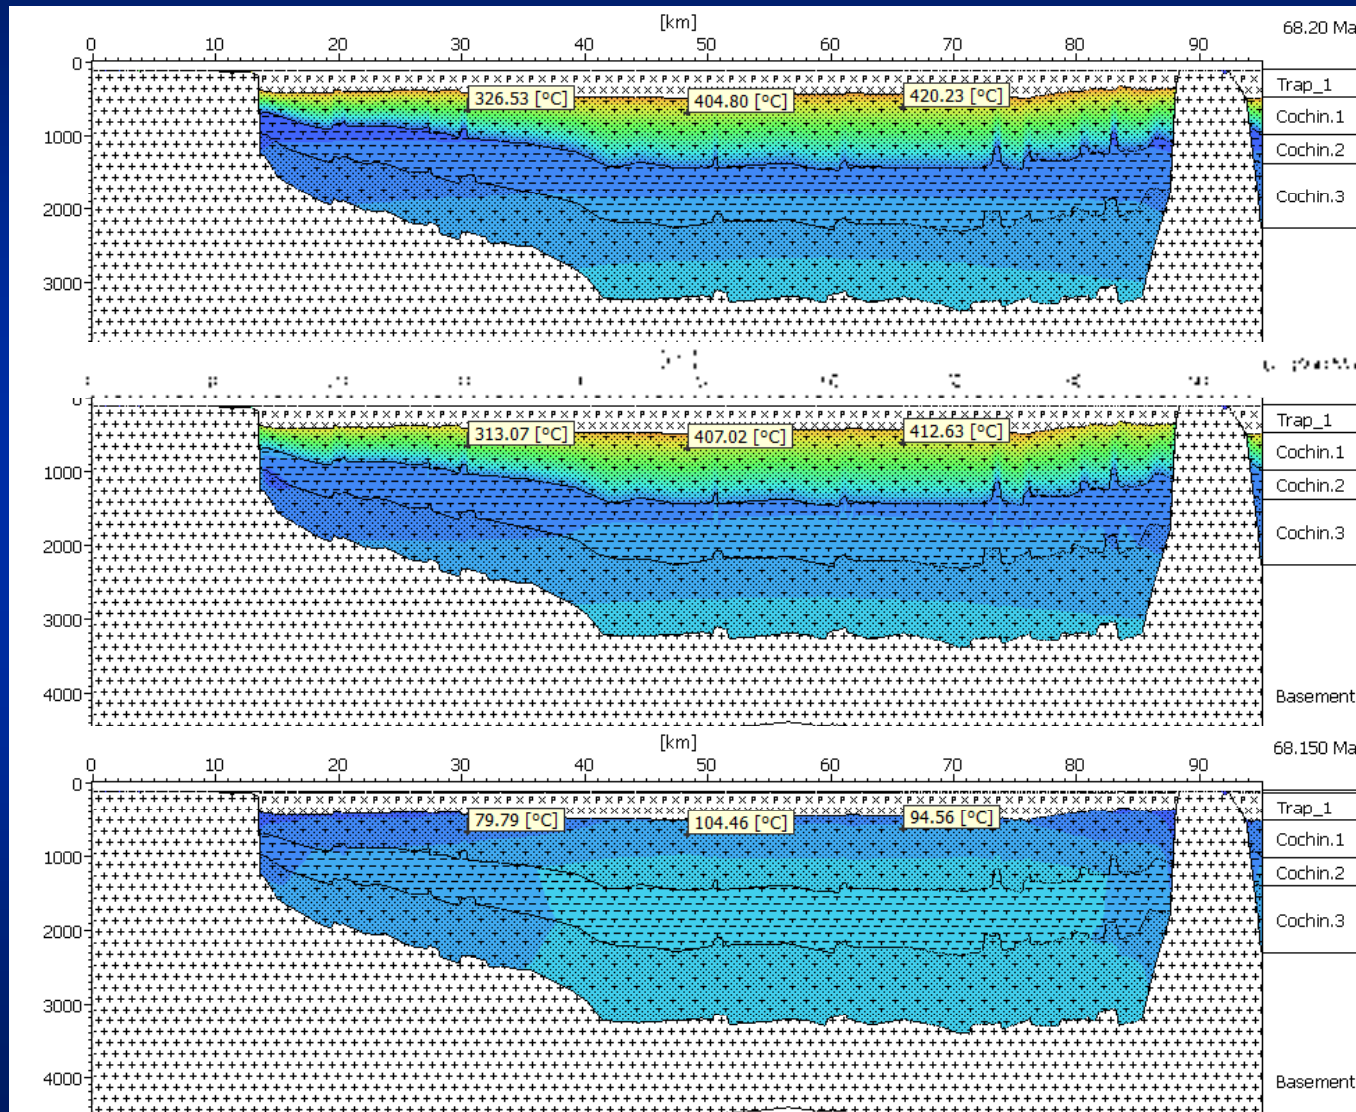 [km]
68.20 Ma
0 10 20 30 40 50 60 70 80 90
0
Trap_1
326.53 [°C] 404.80 [°C] 420.23 [°C]
Cochin.1
1000
Cochin.2
Cochin.3
2000
3000
0
Trap_1
313.07 [°C] 407.02 [°C] 412.63 [°C]
Cochin.1
1000
Cochin.2
Cochin.3
2000
3000
4000
Basement
[km]
68.150 Ma
0 10 20 30 40 50 60 70 80 90
0
Trap_1
79.79 [°C] 104.46 [°C] 94.56 [°C]
Cochin.1
1000
Cochin.2
Cochin.3
2000
3000
4000
Basement